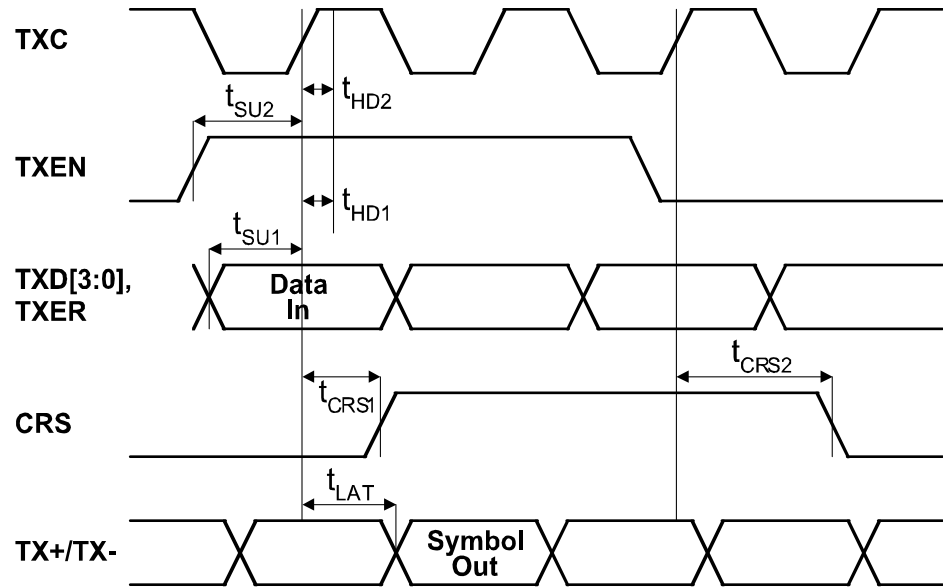 TXC
tHD2
tSU2
TXEN
tHD1
tSU1
TXD[3:0],
TXER
Data
In
tCRS2
tCRS1
CRS
tLAT
TX+/TX-
Symbol
Out